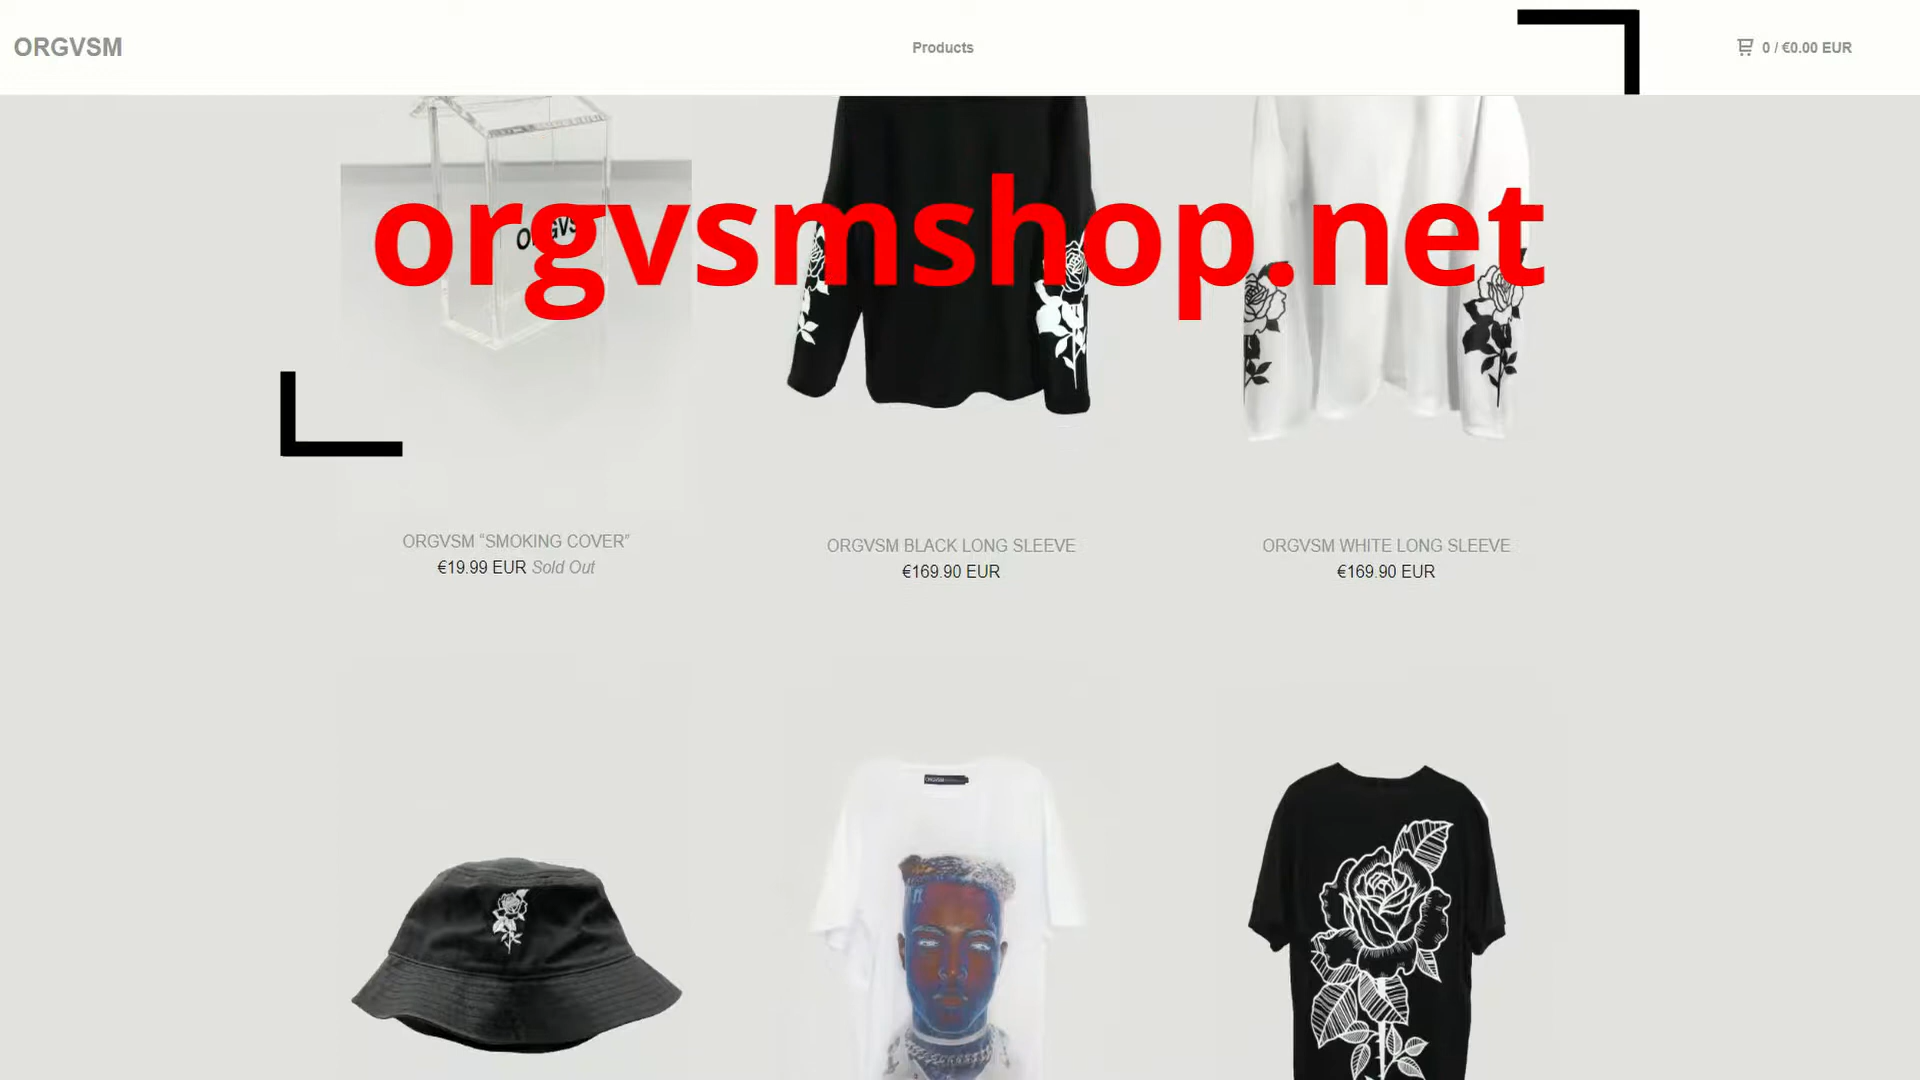 ORGVSM
Products
0 / €0.00 EUR
orgvsmshop.net
ORGVSM “SMOKING COVER”
€19.99 EUR Sold Out
ORGVSM BLACK LONG SLEEVE
€169.90 EUR
ORGVSM WHITE LONG SLEEVE
€169.90 EUR